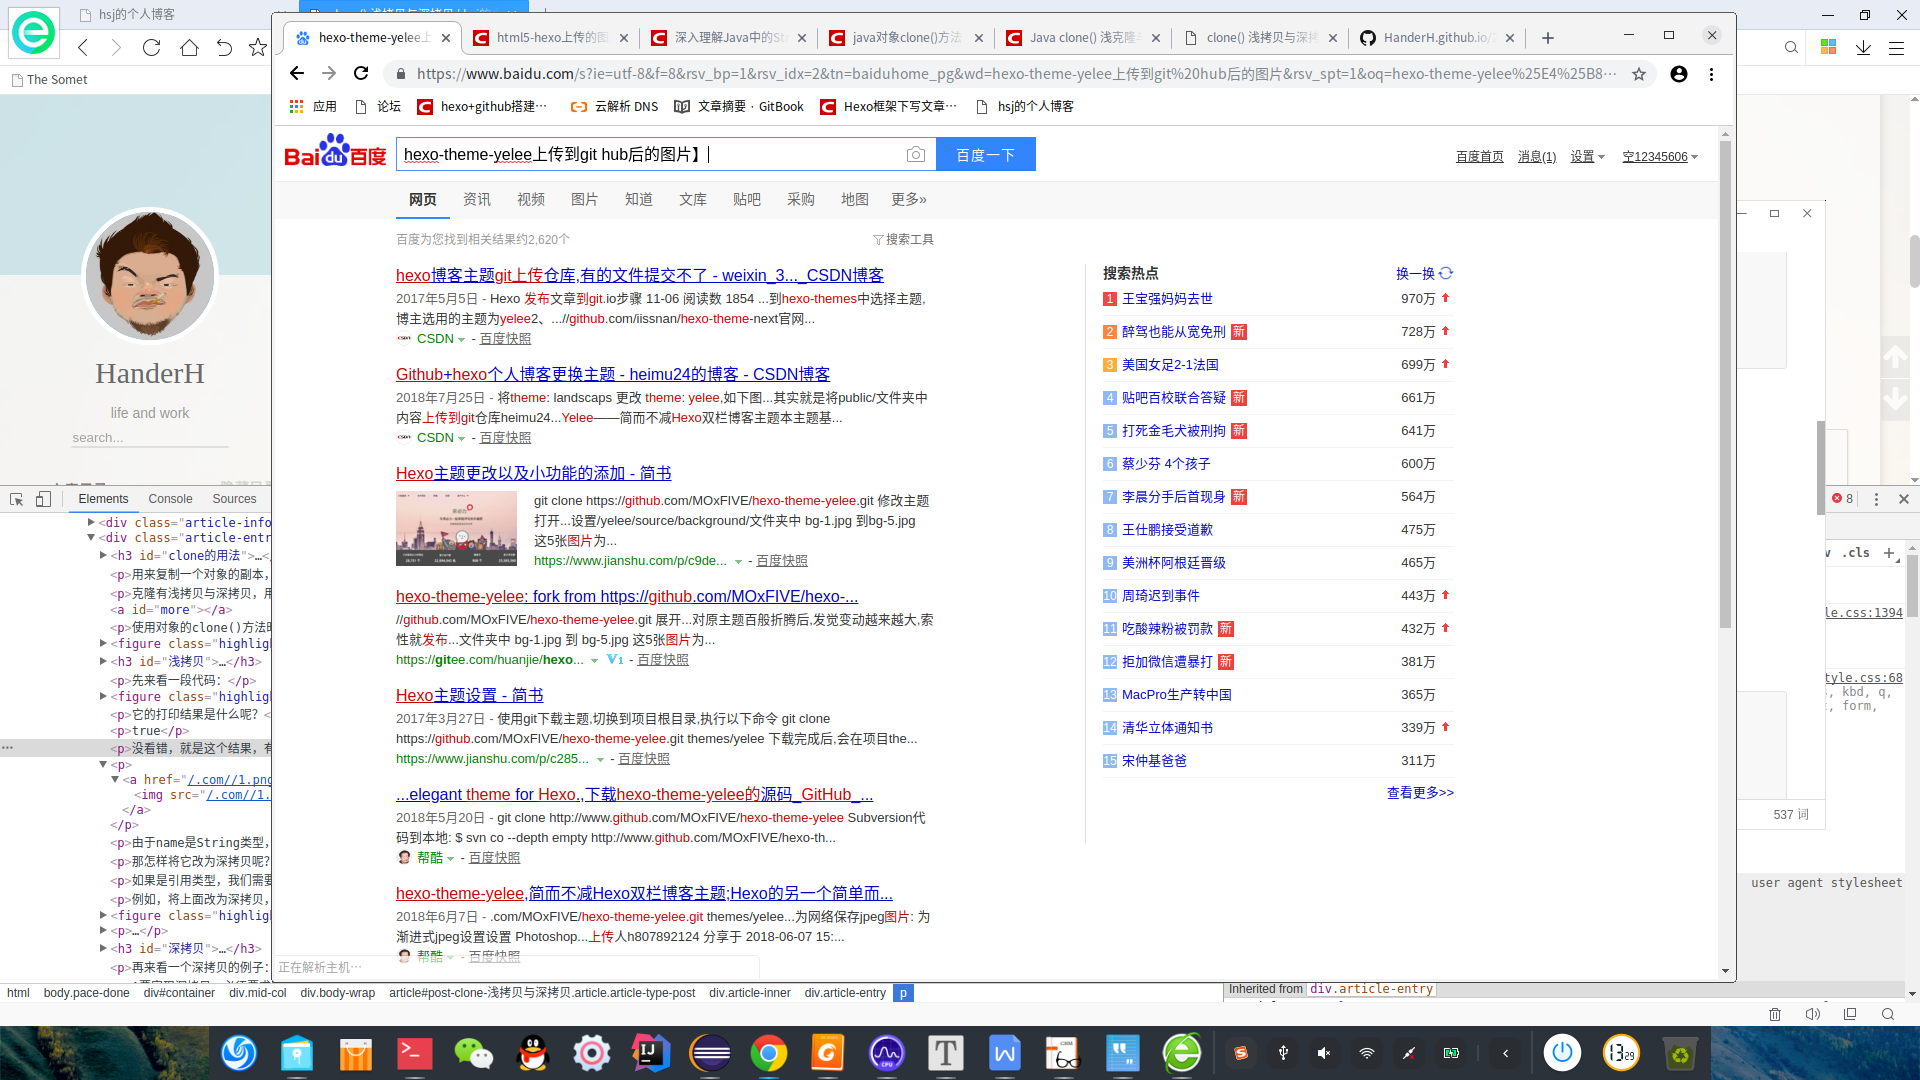 hsj的个人博客
The Somet
hexo-theme-yelee上
html5-hexo上传的图
深入理解Java中的St
java对象clone()方法
Java clone() 浅克隆
clone() 浅拷贝与深拷
HanderH.github.io/
https://www.baidu.com/s?ie=utf-8&f=8&rsv_bp=1&rsv_idx=2&tn=baiduhome_pg&wd=hexo-theme-yelee上传到git%20hub后的图片&rsv_spt=1&oq=hexo-theme-yelee%25E4%25B8…
应用
论坛
hexo+github搭建…
云解析 DNS
文章摘要 · GitBook
Hexo框架下写文章…
hsj的个人博客
Bai du 百度
hexo-theme-yelee上传到git hub后的图片】
百度一下
百度首页 消息(1) 设置 空12345606
网页 资讯 视频 图片 知道 文库 贴吧 采购 地图 更多»
百度为您找到相关结果约2,620个
搜索工具
hexo博客主题git上传仓库,有的文件提交不了 - weixin_3..._CSDN博客
2017年5月5日 - Hexo 发布文章到git.io步骤 11-06 阅读数 1854 ...到hexo-themes中选择主题,
博主选用的主题为yelee2、...//github.com/iissnan/hexo-theme-next官网...
CSDN - 百度快照
Github+hexo个人博客更换主题 - heimu24的博客 - CSDN博客
2018年7月25日 - 将theme: landscaps 更改 theme: yelee,如下图...其实就是将public/文件夹中
内容上传到git仓库heimu24...Yelee——简而不减Hexo双栏博客主题本主题基...
CSDN - 百度快照
Hexo主题更改以及小功能的添加 - 简书
git clone https://github.com/MOxFIVE/hexo-theme-yelee.git 修改主题
打开...设置/yelee/source/background/文件夹中 bg-1.jpg 到bg-5.jpg
这5张图片为...
https://www.jianshu.com/p/c9de... - 百度快照
hexo-theme-yelee: fork from https://github.com/MOxFIVE/hexo-...
//github.com/MOxFIVE/hexo-theme-yelee.git 展开...对原主题百般折腾后,发觉变动越来越大,索
性就发布...文件夹中 bg-1.jpg 到 bg-5.jpg 这5张图片为...
https://gitee.com/huanjie/hexo... V1 - 百度快照
Hexo主题设置 - 简书
2017年3月27日 - 使用git下载主题,切换到项目根目录,执行以下命令 git clone
https://github.com/MOxFIVE/hexo-theme-yelee.git themes/yelee 下载完成后,会在项目the...
https://www.jianshu.com/p/c285... - 百度快照
...elegant theme for Hexo.,下载hexo-theme-yelee的源码_GitHub_...
2018年5月20日 - git clone http://www.github.com/MOxFIVE/hexo-theme-yelee Subversion代
码到本地: $ svn co --depth empty http://www.github.com/MOxFIVE/hexo-th...
帮酷 - 百度快照
hexo-theme-yelee,简而不减Hexo双栏博客主题;Hexo的另一个简单而...
2018年6月7日 - .com/MOxFIVE/hexo-theme-yelee.git themes/yelee...为网络保存jpeg图片: 为
渐进式jpeg设置设置 Photoshop...上传人h807892124 分享于 2018-06-07 15:...
帮酷 - 百度快照
正在解析主机…
搜索热点 换一换
1 王宝强妈妈去世 970万
2 醉驾也能从宽免刑 新 728万
3 美国女足2-1法国 699万
4 贴吧百校联合答疑 新 661万
5 打死金毛犬被刑拘 新 641万
6 蔡少芬 4个孩子 600万
7 李晨分手后首现身 新 564万
8 王仕鹏接受道歉 475万
9 美洲杯阿根廷晋级 465万
10 周琦迟到事件 443万
11 吃酸辣粉被罚款 新 432万
12 拒加微信遭暴打 新 381万
13 MacPro生产转中国 365万
14 清华立体通知书 339万
15 宋仲基爸爸 311万
查看更多>>
HanderH
life and work
search...
Elements Console Sources
<div class="article-info
<div class="article-entr
<h3 id="clone的用法">…</
<p>用来复制一个对象的副本,
<p>克隆有浅拷贝与深拷贝，用
<a id="more"></a>
<p>使用对象的clone()方法时
<figure class="highligh
<h3 id="浅拷贝">…</h3>
<p>先来看一段代码: </p>
<figure class="highligh
<p>它的打印结果是什么呢? <
<p>true</p>
<p>没看错, 就是这个结果, 有
<p>
<a href="/.com//1.png
<img src="/.com//1.
</a>
</p>
<p>由于name是String类型,
<p>那怎样将它改为深拷贝呢?
<p>如果是引用类型, 我们需要
<p>例如, 将上面改为深拷贝,
<figure class="highligh
<p>…</p>
<h3 id="深拷贝">…</h3>
<p>再来看一个深拷贝的例子:
html body.pace-done div#container div.mid-col div.body-wrap article#post-clone-浅拷贝与深拷贝.article.article-type-post div.article-inner div.article-entry p
8
.cls
le.css:1394
tyle.css:68
, kbd, q,
, form,
537 词
user agent stylesheet
Inherited from div.article-entry
13 29